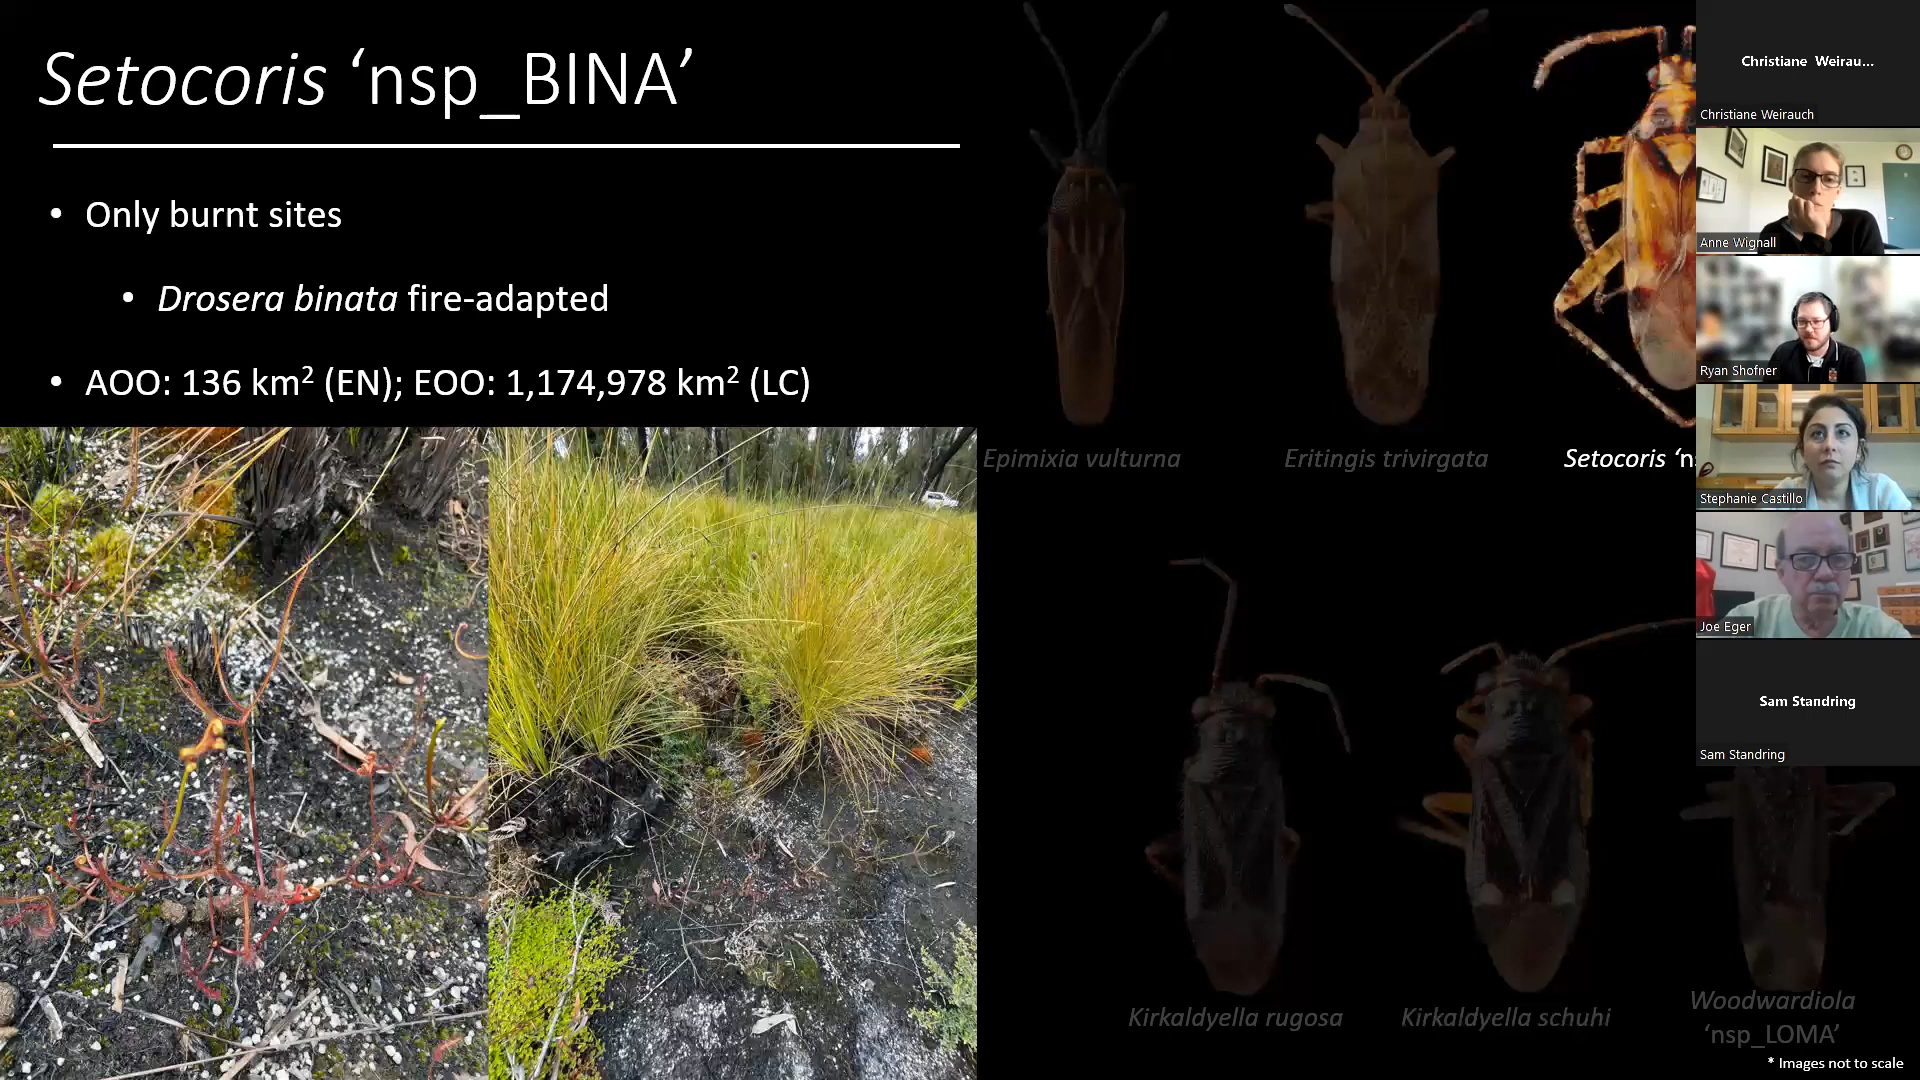 Setocoris ‘nsp_BINA’
• Only burnt sites
• Drosera binata fire-adapted
• AOO: 136 km² (EN); EOO: 1,174,978 km² (LC)
Epimixia vulturna
Eritingis trivirgata
Setocoris ‘n
Kirkaldyella rugosa
Kirkaldyella schuhi
Woodwardiola
‘nsp_LOMA’
* Images not to scale
Christiane Weirau...
Christiane Weirauch
Anne Wignall
Ryan Shofner
Stephanie Castillo
Joe Eger
Sam Standring
Sam Standring